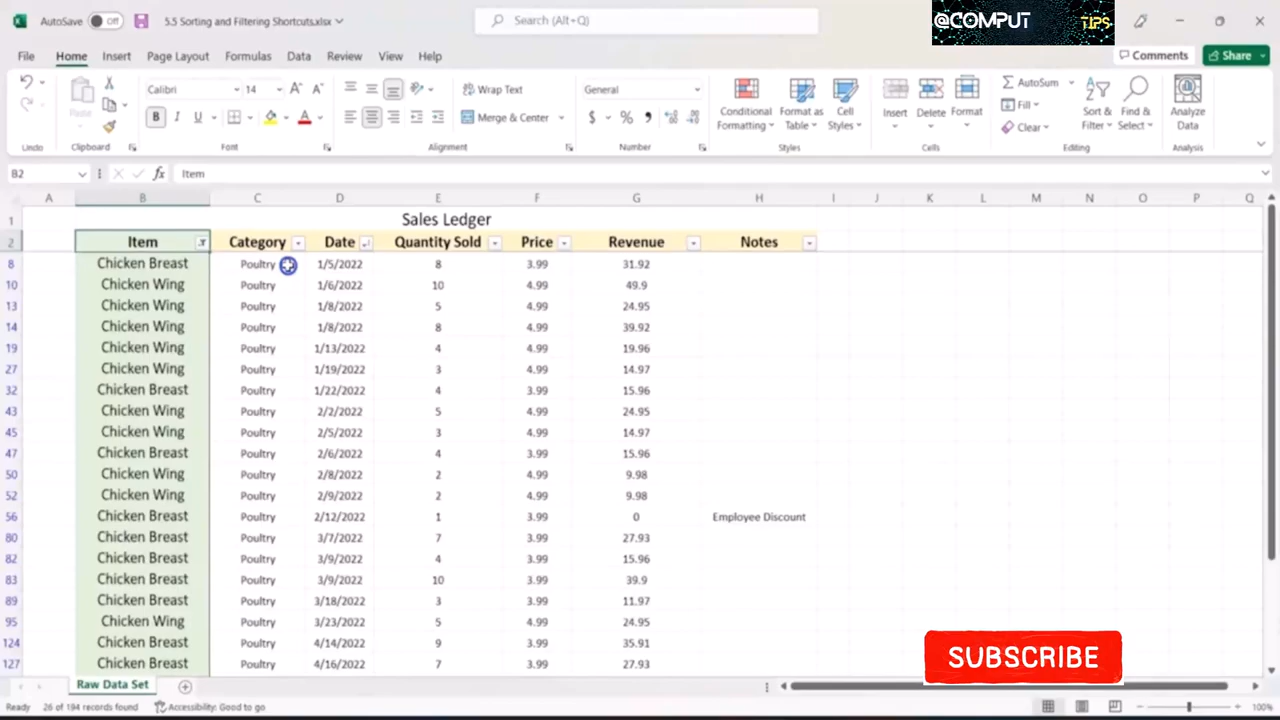 AutoSave Off 5.5 Sorting and Filtering Shortcuts.xlsx Search (Alt+Q) @COMPUT TIPS
File Home Insert Page Layout Formulas Data Review View Help Comments Share
Paste Calibri 14 Wrap Text General Conditional Formatting Format as Table Cell Styles Insert Delete Format AutoSum Fill Clear Sort & Filter Find & Select Analyze Data
Merge & Center
Undo Clipboard Font Alignment Number Styles Cells Editing Analysis
B2 fx Item
A B C D E F G H I J K L M N O P Q
1 Sales Ledger
2 Item Category Date Quantity Sold Price Revenue Notes
8 Chicken Breast Poultry 1/5/2022 8 3.99 31.92
10 Chicken Wing Poultry 1/6/2022 10 4.99 49.9
13 Chicken Wing Poultry 1/8/2022 5 4.99 24.95
14 Chicken Wing Poultry 1/8/2022 8 4.99 39.92
19 Chicken Wing Poultry 1/13/2022 4 4.99 19.96
27 Chicken Wing Poultry 1/19/2022 3 4.99 14.97
32 Chicken Breast Poultry 1/22/2022 4 3.99 15.96
43 Chicken Wing Poultry 2/2/2022 5 4.99 24.95
45 Chicken Wing Poultry 2/5/2022 3 4.99 14.97
47 Chicken Breast Poultry 2/6/2022 4 3.99 15.96
50 Chicken Wing Poultry 2/8/2022 2 4.99 9.98
52 Chicken Wing Poultry 2/9/2022 2 4.99 9.98
56 Chicken Breast Poultry 2/12/2022 1 3.99 0 Employee Discount
80 Chicken Breast Poultry 3/7/2022 7 3.99 27.93
82 Chicken Breast Poultry 3/9/2022 4 3.99 15.96
83 Chicken Breast Poultry 3/9/2022 10 3.99 39.9
89 Chicken Breast Poultry 3/18/2022 3 3.99 11.97
95 Chicken Wing Poultry 3/23/2022 5 4.99 24.95
124 Chicken Breast Poultry 4/14/2022 9 3.99 35.91
127 Chicken Breast Poultry 4/16/2022 7 3.99 27.93
SUBSCRIBE
Raw Data Set
Ready 26 of 194 records found Accessibility: Good to go 100%